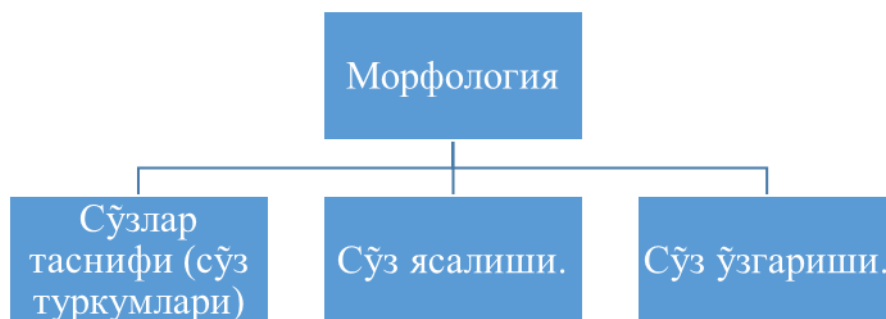 Морфология
Сўзлар
таснифи (сўз
туркумлари)
Сўз ясалиши.
Сўз ўзгариши.